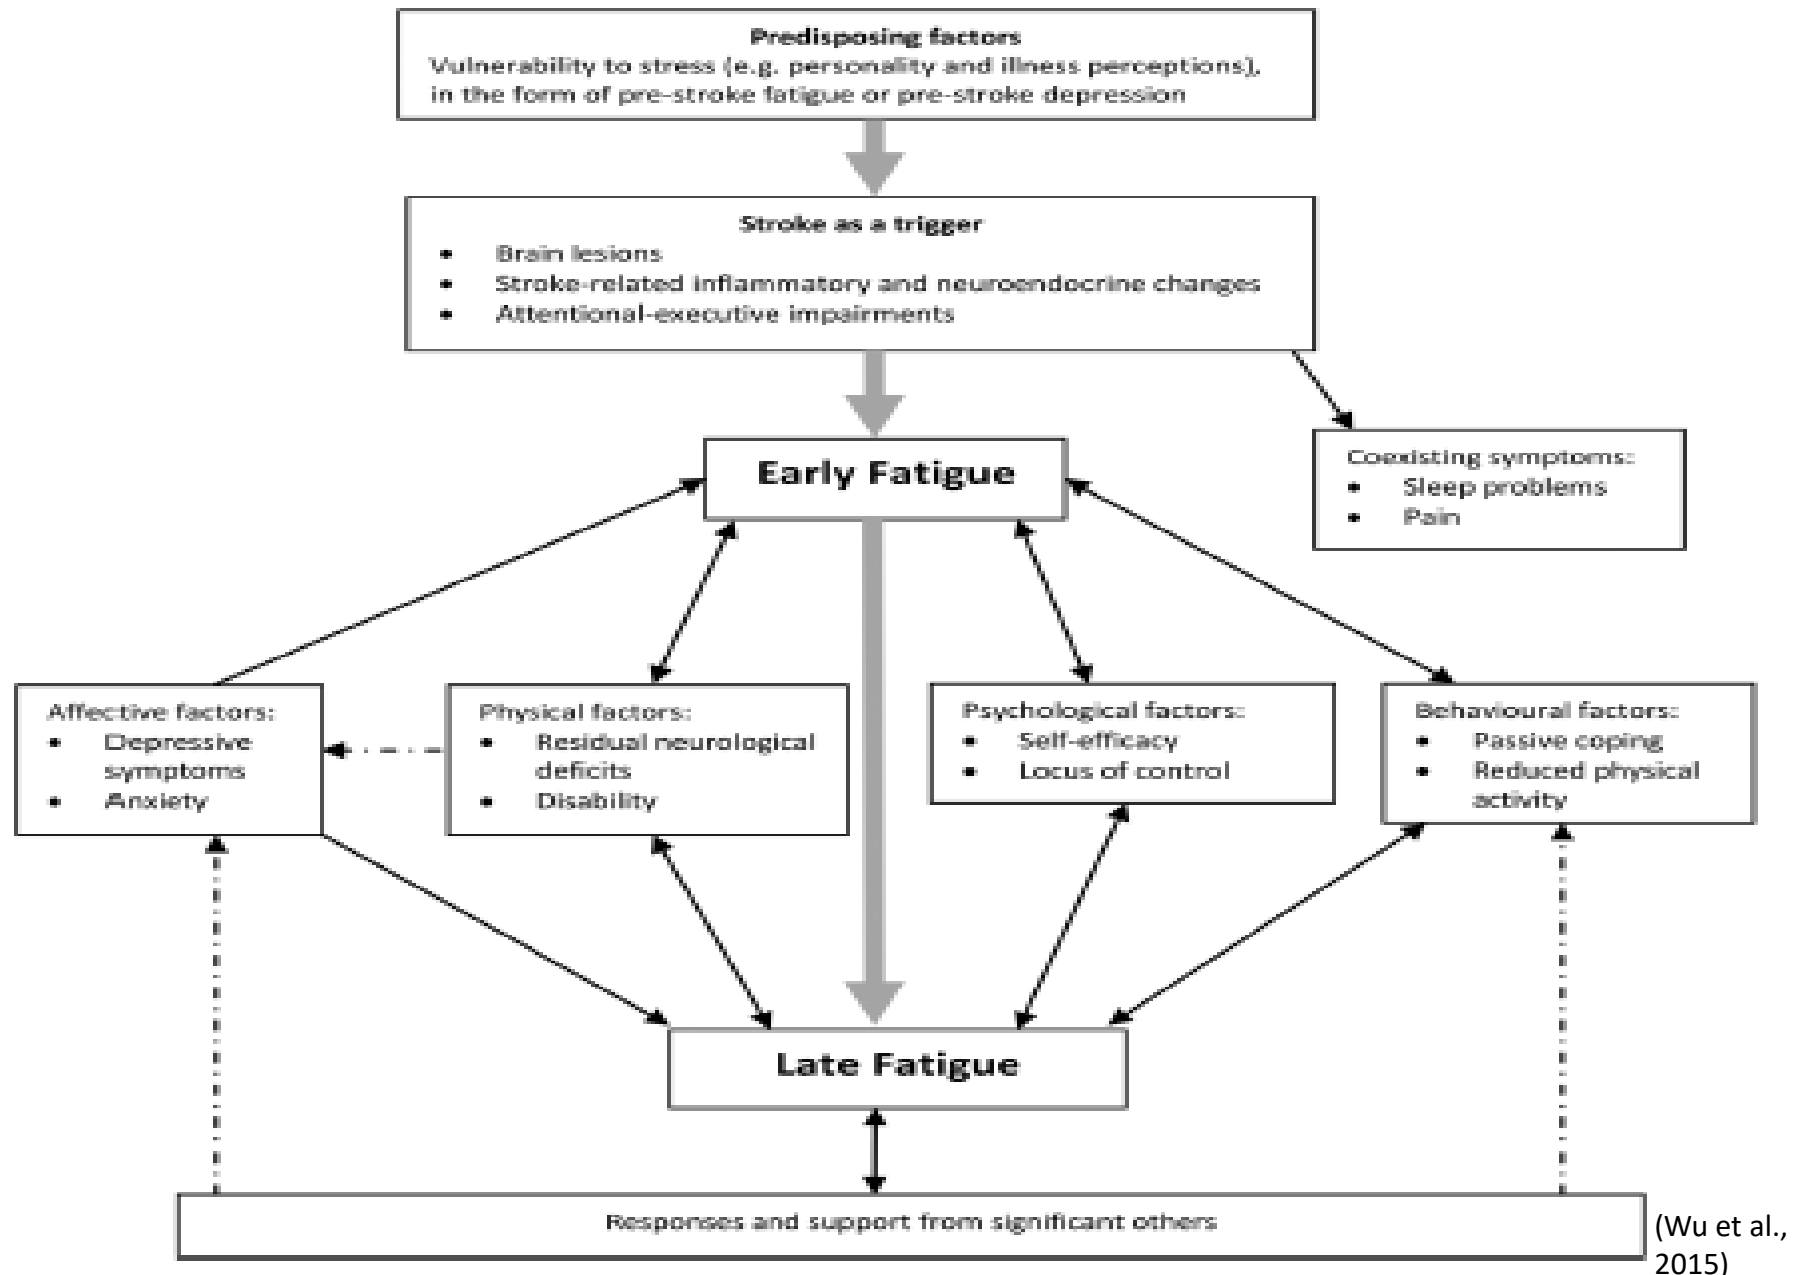 Predisposing factors
Vulnerability to stress (e.g. personality and illness perceptions),
in the form of pre-stroke fatigue or pre-stroke depression
Stroke as a trigger
• Brain lesions
• Stroke-related inflammatory and neuroendocrine changes
• Attentional-executive impairments
Early Fatigue
Coexisting symptoms:
• Sleep problems
• Pain
Affective factors:
• Depressive
symptoms
• Anxiety
Physical factors:
• Residual neurological
deficits
• Disability
Psychological factors:
• Self-efficacy
• Locus of control
Behavioural factors:
• Passive coping
• Reduced physical
activity
Late Fatigue
Responses and support from significant others
(Wu et al.,
2015)